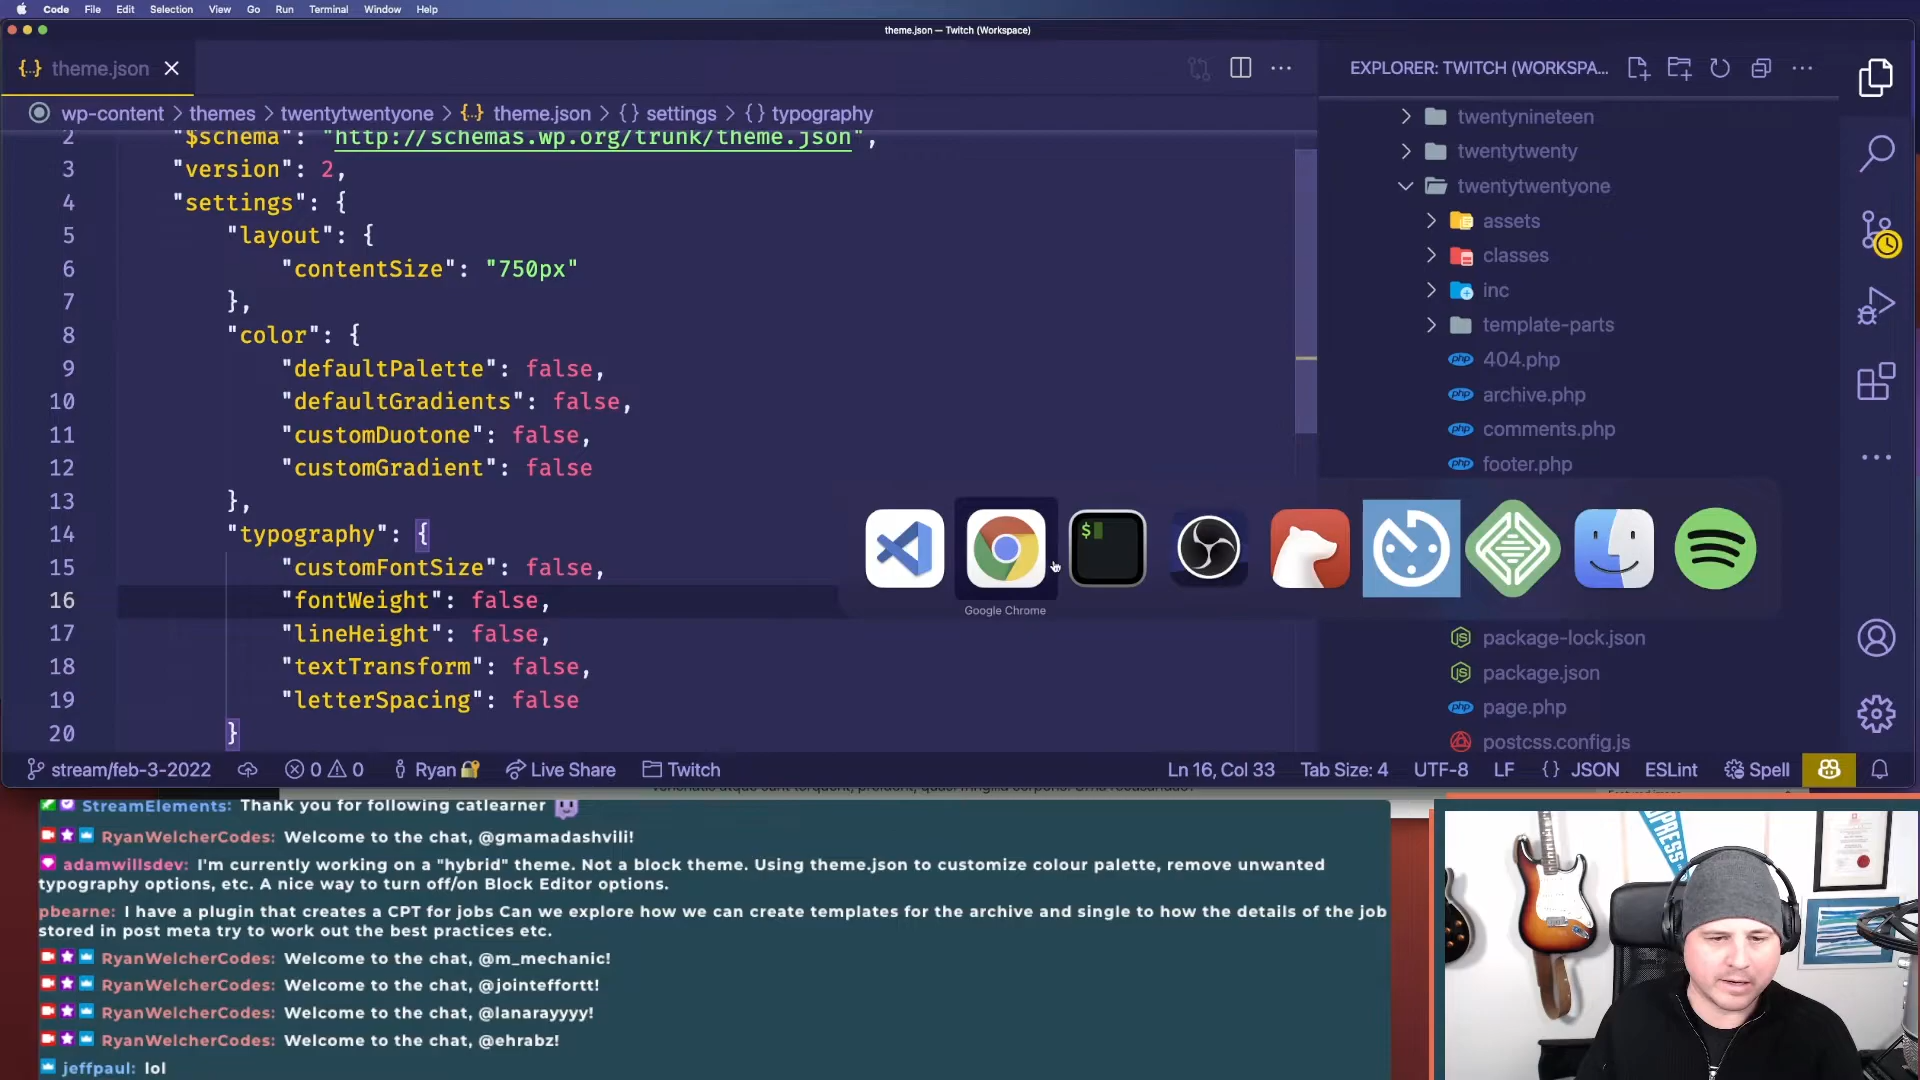 Code File Edit Selection View Go Run Terminal Window Help
theme.json — Twitch (Workspace)
{..} theme.json
EXPLORER: TWITCH (WORKSPA...
wp-content > themes > twentytwentyone > {..} theme.json > {} settings > {} typography
2 "$schema": "http://schemas.wp.org/trunk/theme.json",
3 "version": 2,
4 "settings": {
5 "layout": {
6 "contentSize": "750px"
7 },
8 "color": {
9 "defaultPalette": false,
10 "defaultGradients": false,
11 "customDuotone": false,
12 "customGradient": false
13 },
14 "typography": {
15 "customFontSize": false,
16 "fontWeight": false,
17 "lineHeight": false,
18 "textTransform": false,
19 "letterSpacing": false
20 }
twentynineteen
twentytwenty
twentytwentyone
assets
classes
inc
template-parts
php 404.php
php archive.php
php comments.php
php footer.php
$
Google Chrome
package-lock.json
package.json
php page.php
postcss.config.js
stream/feb-3-2022 0 0 Ryan Live Share Twitch
Ln 16, Col 33 Tab Size: 4 UTF-8 LF {} JSON ESLint Spell
StreamElements: Thank you for following catlearner
RyanWelcherCodes: Welcome to the chat, @gmamadashvili!
adamwillsdev: I'm currently working on a "hybrid" theme. Not a block theme. Using theme.json to customize colour palette, remove unwanted
typography options, etc. A nice way to turn off/on Block Editor options.
pbearne: I have a plugin that creates a CPT for jobs Can we explore how we can create templates for the archive and single to how the details of the job
stored in post meta try to work out the best practices etc.
RyanWelcherCodes: Welcome to the chat, @m_mechanic!
RyanWelcherCodes: Welcome to the chat, @jointeffortt!
RyanWelcherCodes: Welcome to the chat, @lanarayyyy!
RyanWelcherCodes: Welcome to the chat, @ehrabz!
jeffpaul: lol